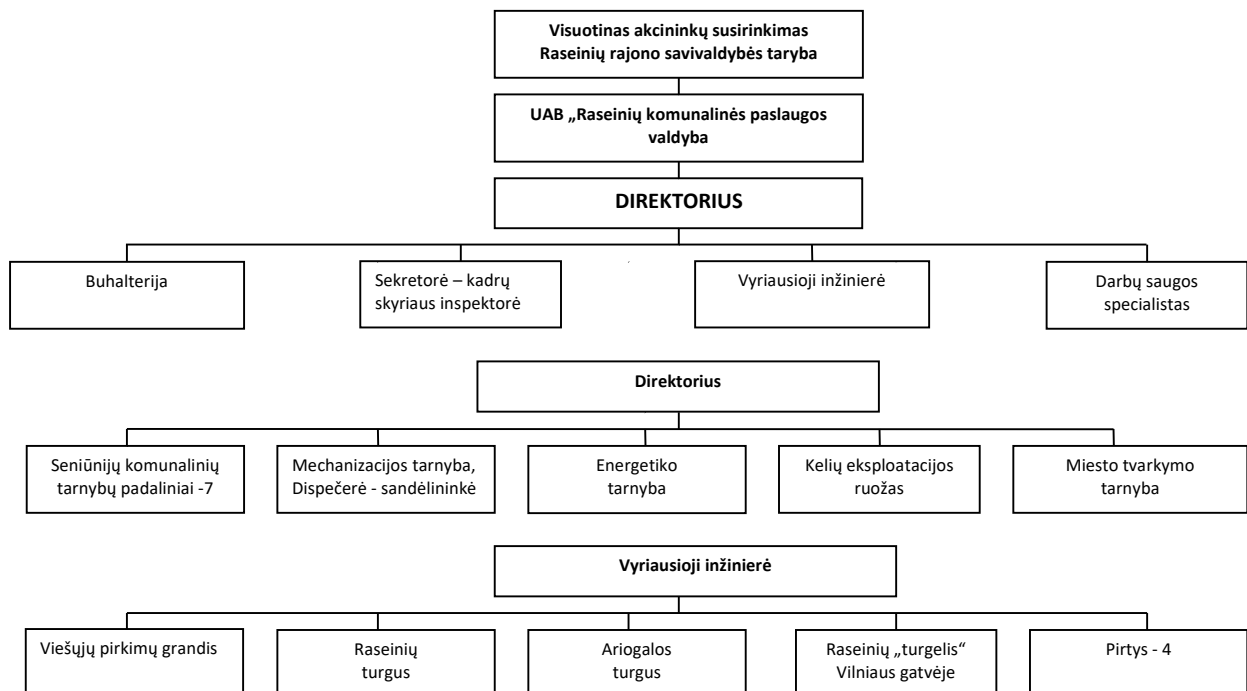 Visuotinas akcininkų susirinkimas
Raseinių rajono savivaldybės taryba
UAB „Raseinių komunalinės paslaugos
valdyba
DIREKTORIUS
Buhalterija
Sekretorė – kadrų
skyriaus inspektorė
Vyriausioji inžinierė
Darbų saugos
specialistas
Direktorius
Seniūnijų komunalinių
tarnybų padaliniai -7
Mechanizacijos tarnyba,
Dispečerė - sandėlininkė
Energetiko
tarnyba
Kelių eksploatacijos
ruožas
Miesto tvarkymo
tarnyba
Vyriausioji inžinierė
Viešųjų pirkimų grandis
Raseinių
turgus
Ariogalos
turgus
Raseinių „turgelis“
Vilniaus gatvėje
Pirtys - 4